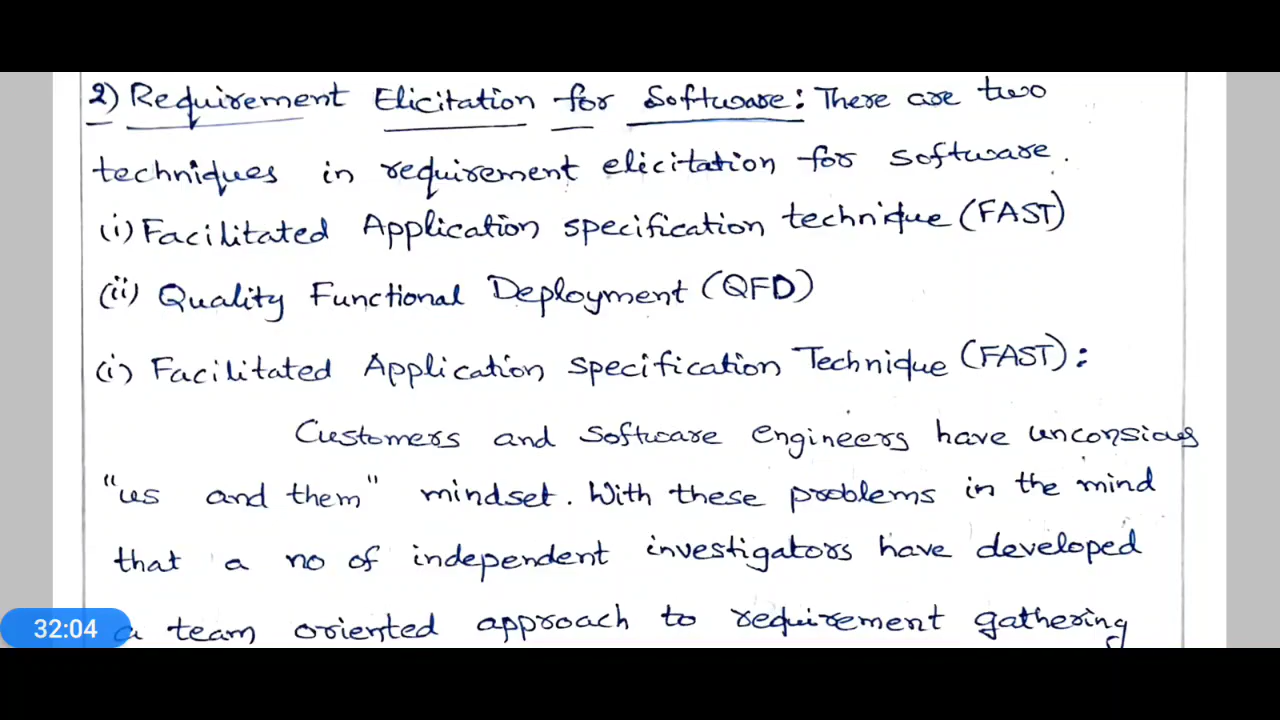 2) Requirement Elicitation for Software: There are two
techniques in requirement elicitation for software.
(i) Facilitated Application specification technique (FAST)
(ii) Quality Functional Deployment (QFD)
(i) Facilitated Application specification Technique (FAST):
Customers and software engineers have unconsious
"us and them" mindset. With these problems in the mind
that a no of independent investigators have developed
a team oriented approach to requirement gathering
32:04